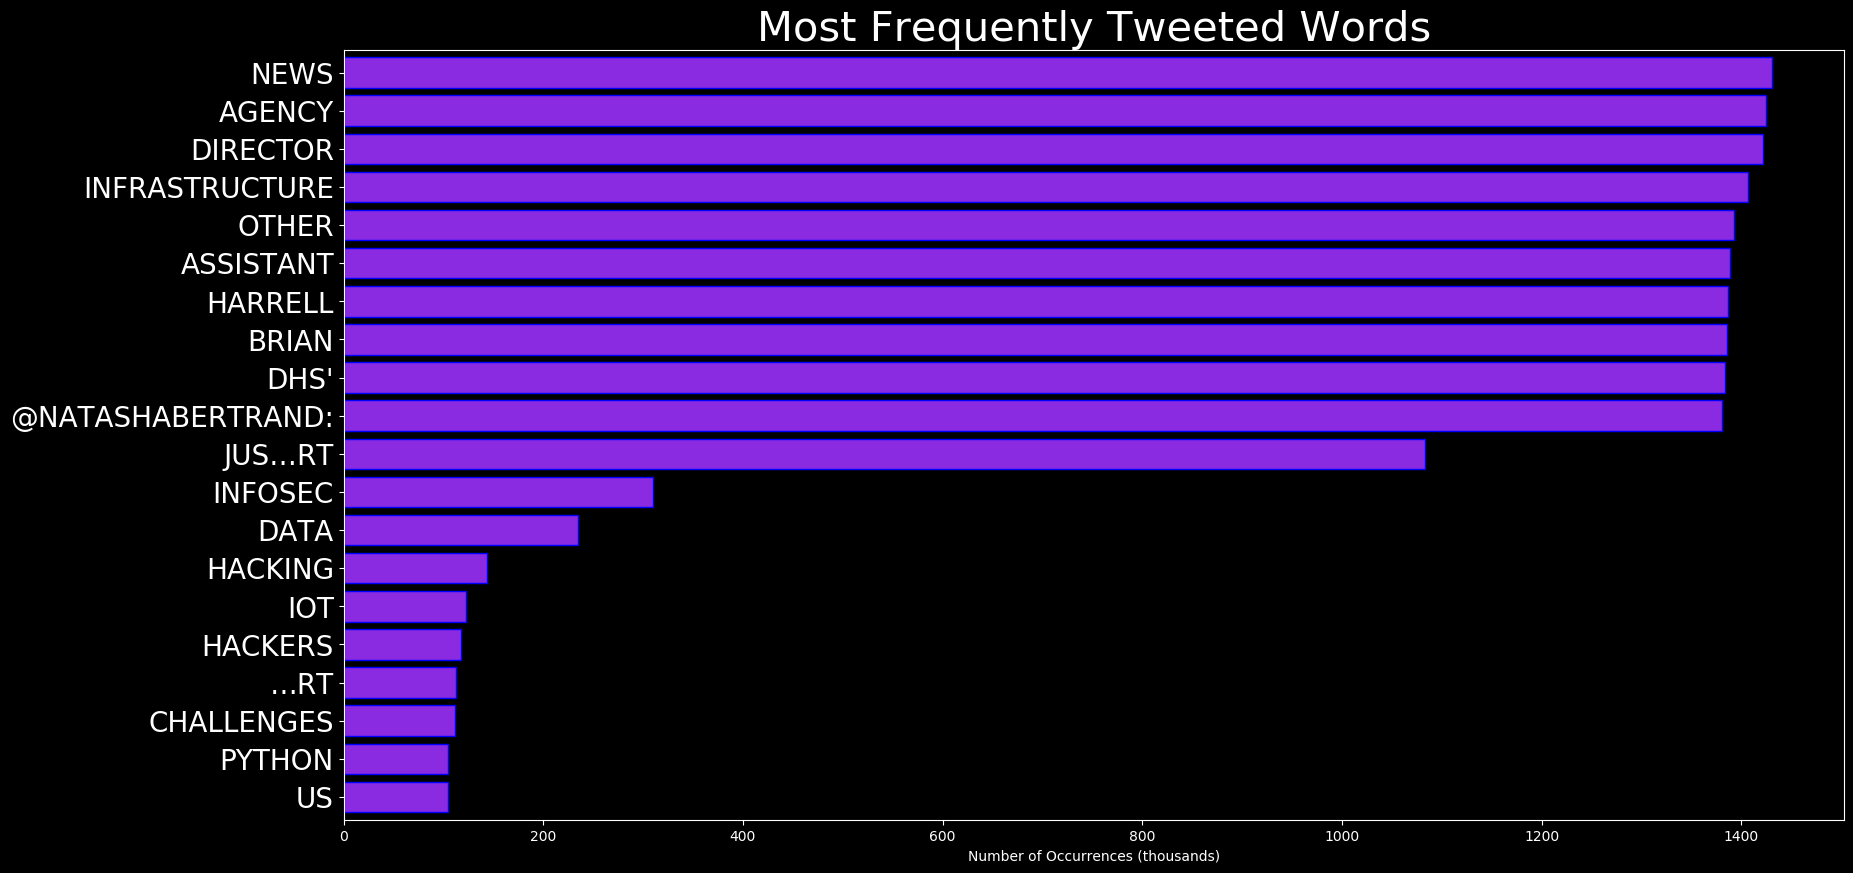 Most Frequently Tweeted Words
NEWS
AGENCY
DIRECTOR
INFRASTRUCTURE
OTHER
ASSISTANT
HARRELL
BRIAN
DHS'
@NATASHABERTRAND:
JUS…RT
INFOSEC
DATA
HACKING
IOT
HACKERS
…RT
CHALLENGES
PYTHON
US
0 200 400 600 800 1000 1200 1400
Number of Occurrences (thousands)